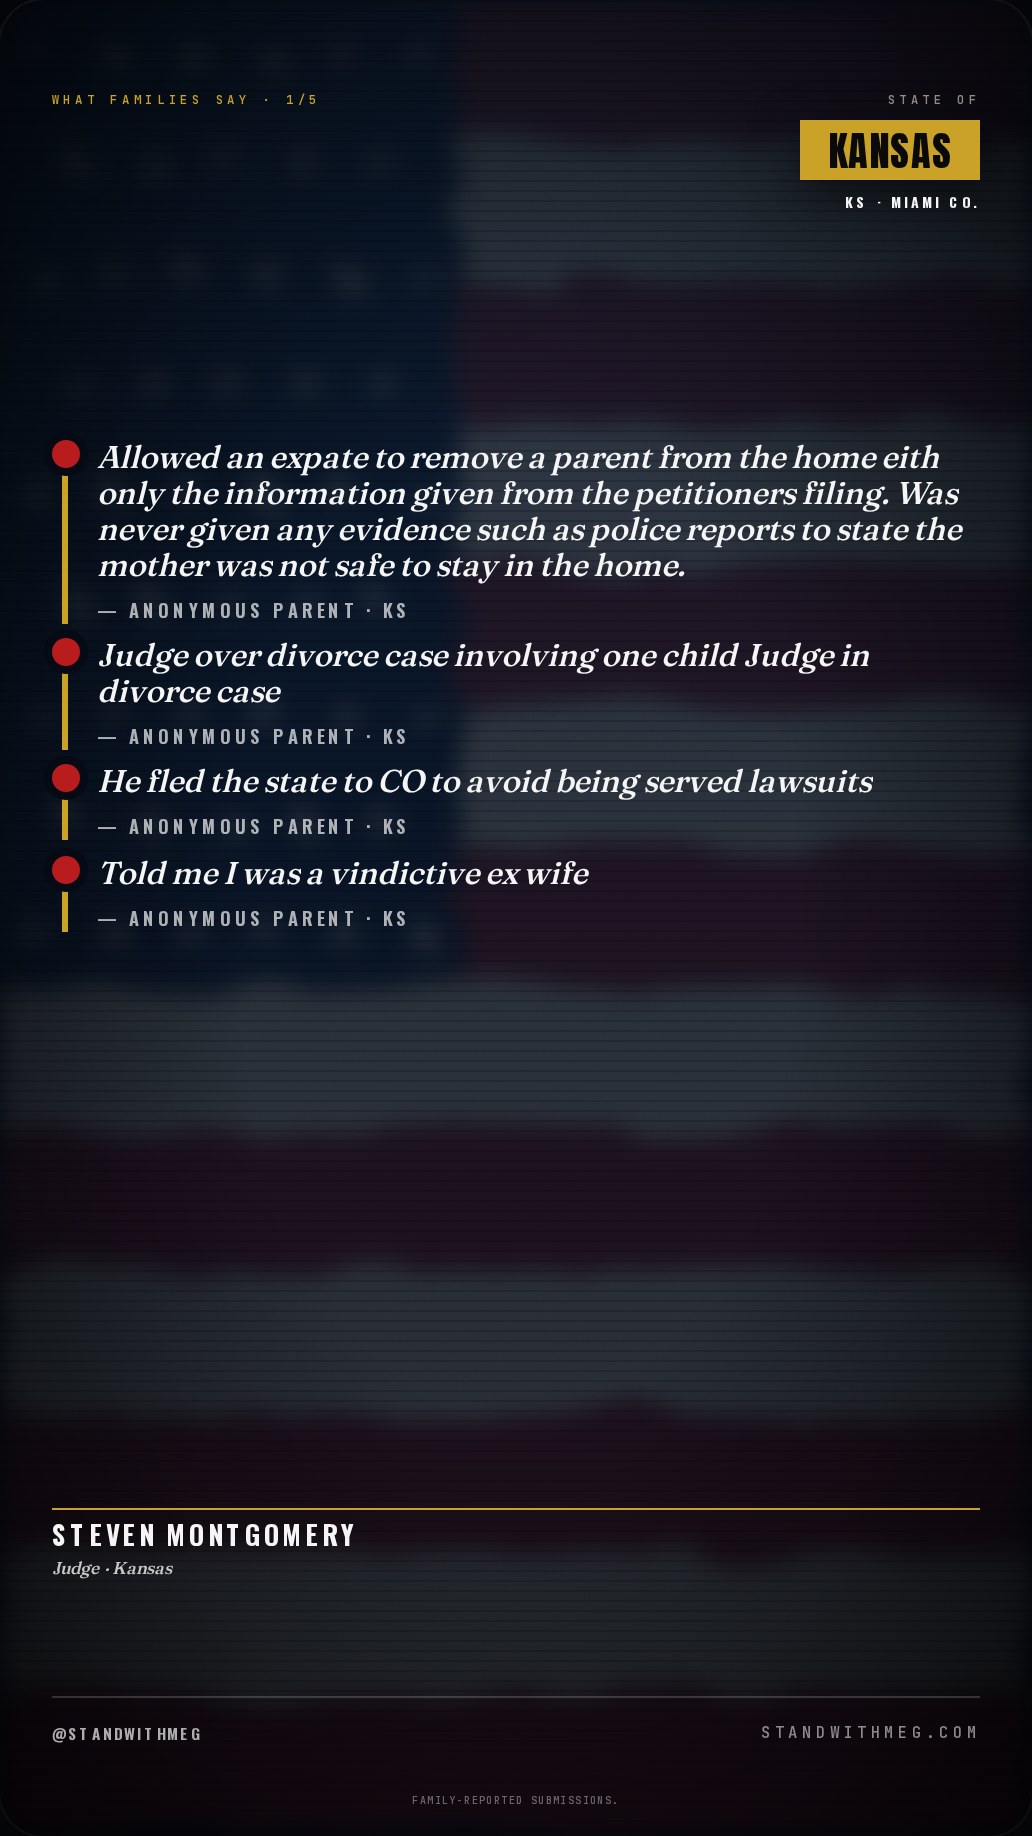 WHAT FAMILIES SAY · 1/5
STATE OF
KANSAS
KS · MIAMI CO.
Allowed an expate to remove a parent from the home eith
only the information given from the petitioners filing. Was
never given any evidence such as police reports to state the
mother was not safe to stay in the home.
— ANONYMOUS PARENT · KS
Judge over divorce case involving one child Judge in
divorce case
— ANONYMOUS PARENT · KS
He fled the state to CO to avoid being served lawsuits
— ANONYMOUS PARENT · KS
Told me I was a vindictive ex wife
— ANONYMOUS PARENT · KS
STEVEN MONTGOMERY
Judge · Kansas
@STANDWITHMEG
STANDWITHMEG.COM
FAMILY-REPORTED SUBMISSIONS.